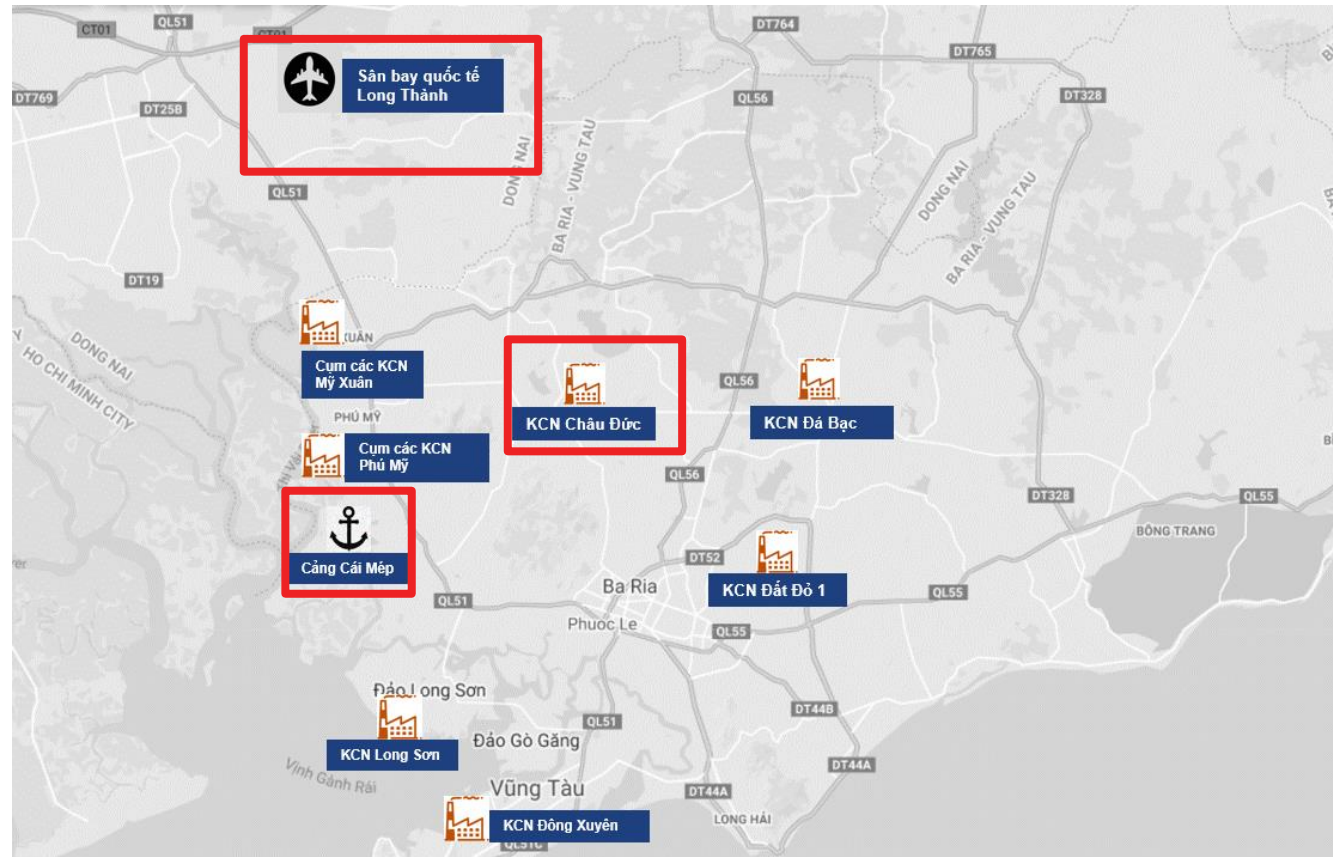 CT01
QL51
CT01
DT764
DT765
DT769
DT25B
Sân bay quốc tế
Long Thành
QL56
DT328
DONG NAI
BA RIA - VUNG TAU
DONG NAI
BA RIA - VUNG TAU
QL51
DT19
XUÂN
Cụm các KCN
Mỹ Xuân
DONG NAI
HO CHI MINH CITY
QL56
KCN Châu Đức
KCN Đá Bạc
PHÚ MỸ
Cụm các KCN
Phú Mỹ
QL56
DT328
QL55
BÔNG TRANG
Cảng Cái Mép
DT52
Ba Ria
KCN Đất Đỏ 1
QL55
QL51
Phuoc Le
QL55
Đảo Long Sơn
DT44B
QL51
KCN Long Sơn
Đảo Gò Găng
DT44A
Vịnh Gành Rái
Vũng Tàu
DT44A
LONG HẢI
KCN Đông Xuyên
QL51C